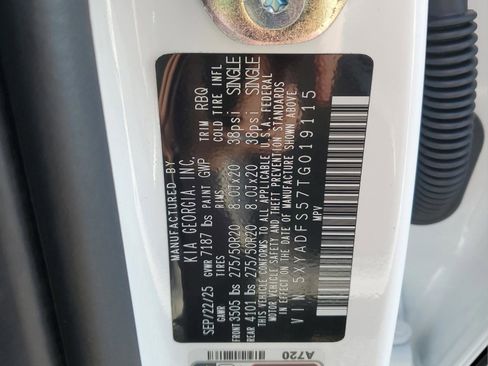 MANUFACTURED BY
KIA GEORGIA, INC.
SEP/22/25 GVWR 7187 lbs PAINT GWP TRIM RBQ
TIRES RIMS COLD TIRE INFL
FRONT 3505 lbs 275/50R20 8.0Jx20 38psi SINGLE
REAR 4101 lbs 275/50R20 8.0Jx20 38psi SINGLE
THIS VEHICLE CONFORMS TO ALL APPLICABLE U.S.A. FEDERAL
MOTOR VEHICLE SAFETY AND THEFT PREVENTION STANDARDS
IN EFFECT ON THE DATE OF MANUFACTURE SHOWN ABOVE.
VIN 5XYADFS57TG019115
MPV
A720